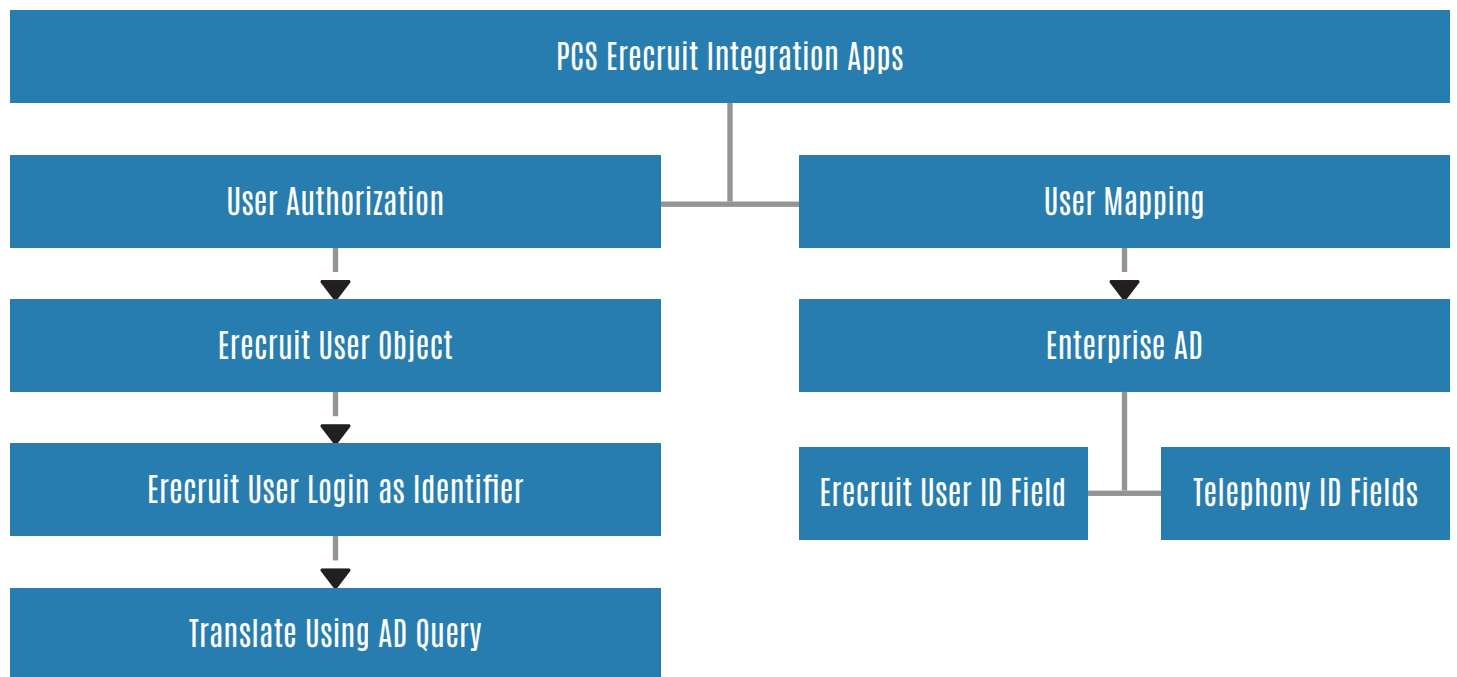 PCS Erecruit Integration Apps
User Authorization
User Mapping
Erecruit User Object
Enterprise AD
Erecruit User Login as Identifier
Erecruit User ID Field
Telephony ID Fields
Translate Using AD Query